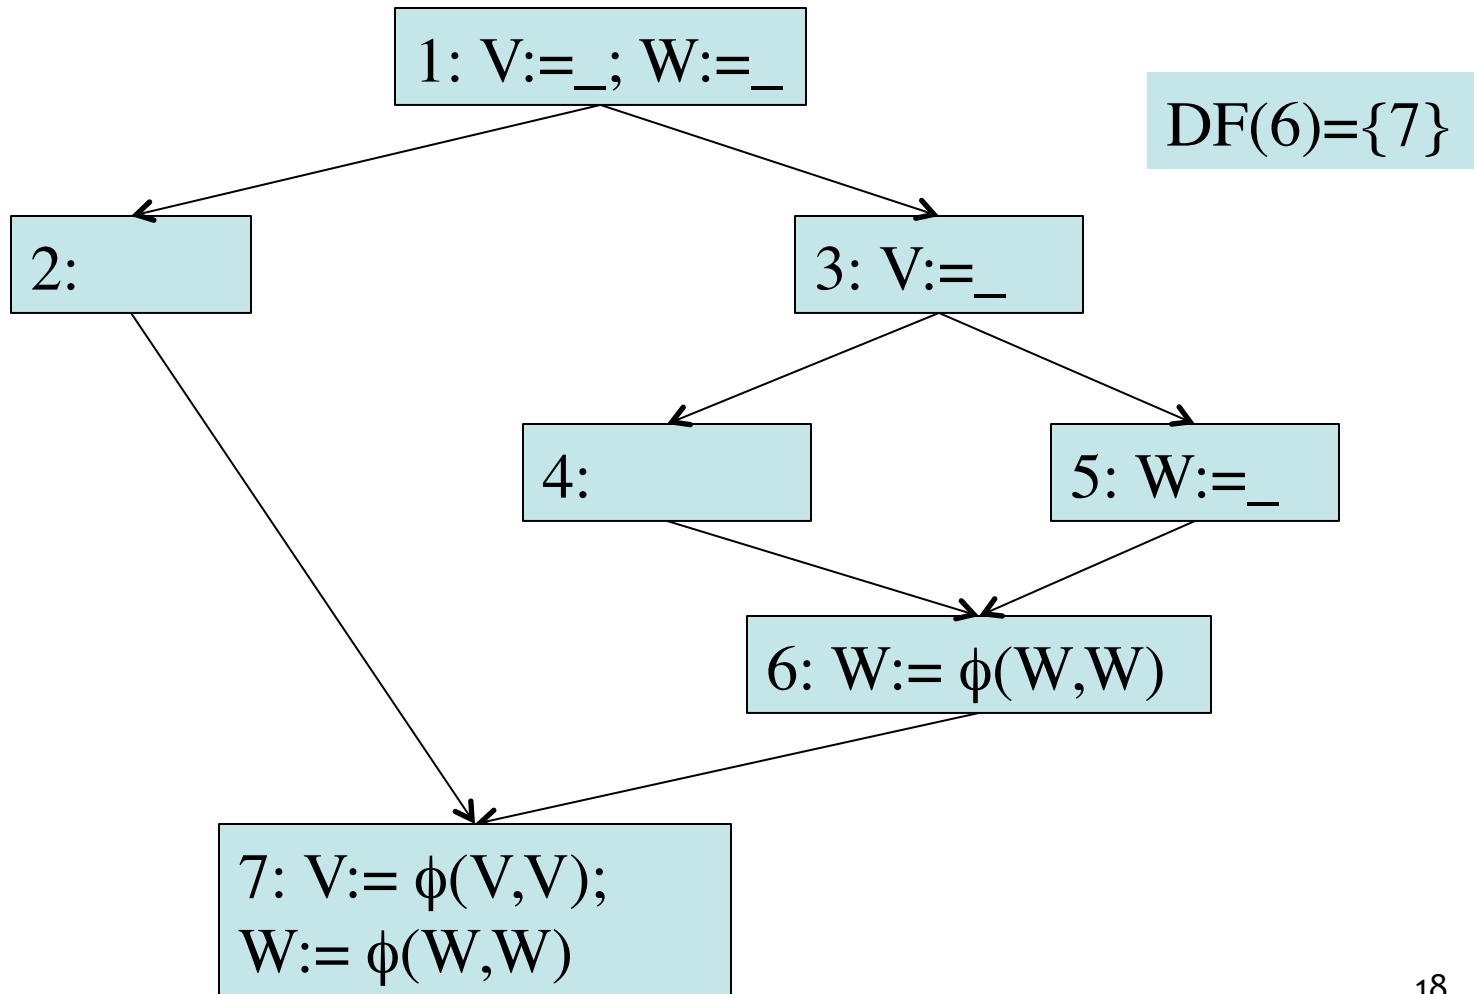 1: V:=_; W:=_
DF(6)={7}
2:
3: V:=_
4:
5: W:=_
6: W:= ϕ(W,W)
7: V:= ϕ(V,V);
W:= ϕ(W,W)
18